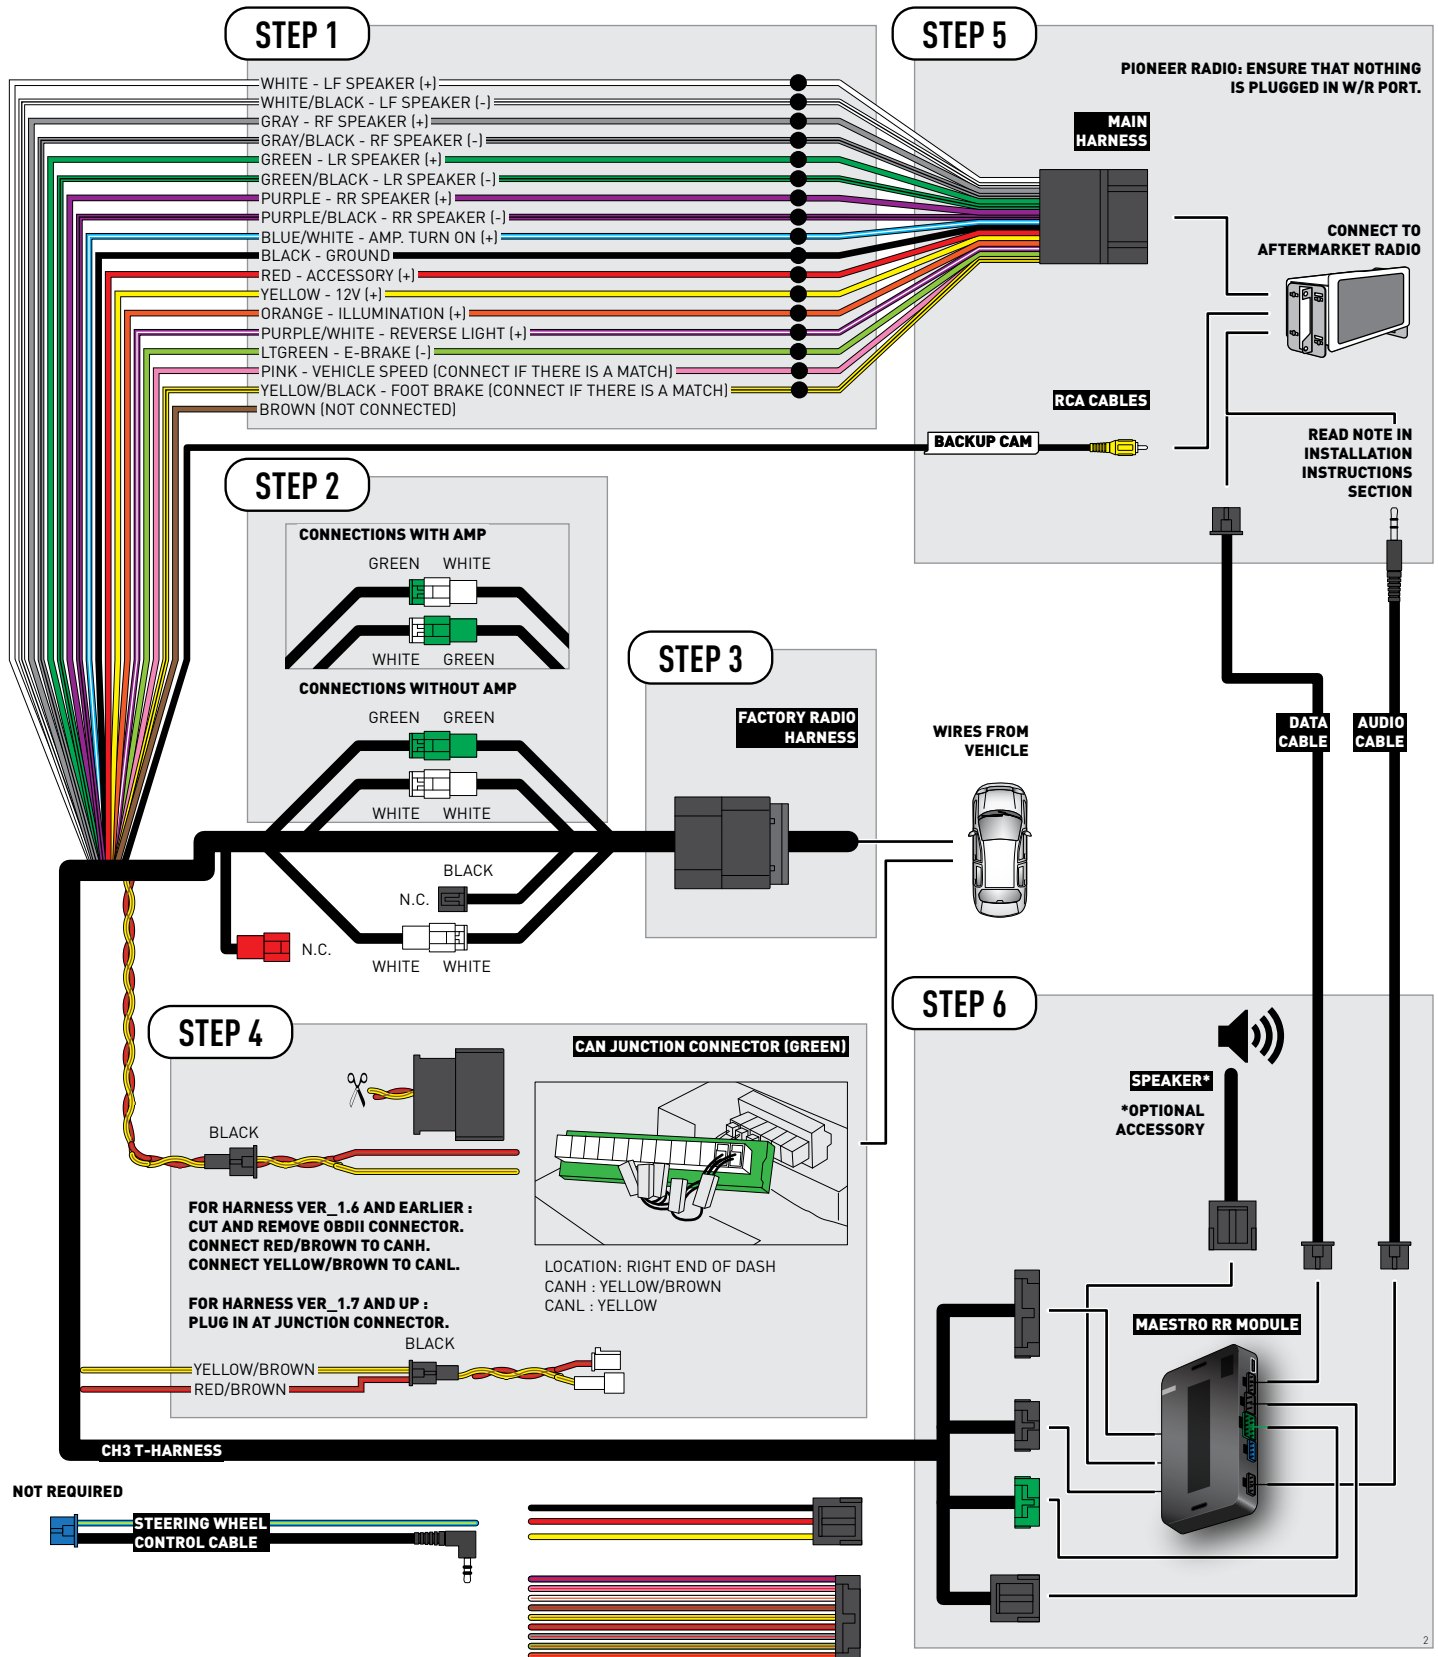 STEP 1
WHITE - LF SPEAKER (+)
WHITE/BLACK - LF SPEAKER (-)
GRAY - RF SPEAKER (+)
GRAY/BLACK - RF SPEAKER (-)
GREEN - LR SPEAKER (+)
GREEN/BLACK - LR SPEAKER (-)
PURPLE - RR SPEAKER (+)
PURPLE/BLACK - RR SPEAKER (-)
BLUE/WHITE - AMP. TURN ON (+)
BLACK - GROUND
RED - ACCESSORY (+)
YELLOW - 12V (+)
ORANGE - ILLUMINATION (+)
PURPLE/WHITE - REVERSE LIGHT (+)
LTGREEN - E-BRAKE (-)
PINK - VEHICLE SPEED (CONNECT IF THERE IS A MATCH)
YELLOW/BLACK - FOOT BRAKE (CONNECT IF THERE IS A MATCH)
BROWN (NOT CONNECTED)
STEP 5
PIONEER RADIO: ENSURE THAT NOTHING
IS PLUGGED IN W/R PORT.
MAIN
HARNESS
CONNECT TO
AFTERMARKET RADIO
RCA CABLES
BACKUP CAM
READ NOTE IN
INSTALLATION
INSTRUCTIONS
SECTION
STEP 2
CONNECTIONS WITH AMP
GREEN WHITE
WHITE GREEN
CONNECTIONS WITHOUT AMP
GREEN GREEN
WHITE WHITE
BLACK
N.C.
N.C.
WHITE WHITE
STEP 3
FACTORY RADIO
HARNESS
WIRES FROM
VEHICLE
DATA
CABLE
AUDIO
CABLE
STEP 4
CAN JUNCTION CONNECTOR (GREEN)
BLACK
FOR HARNESS VER_1.6 AND EARLIER :
CUT AND REMOVE OBDII CONNECTOR.
CONNECT RED/BROWN TO CANH.
CONNECT YELLOW/BROWN TO CANL.
FOR HARNESS VER_1.7 AND UP :
PLUG IN AT JUNCTION CONNECTOR.
LOCATION: RIGHT END OF DASH
CANH : YELLOW/BROWN
CANL : YELLOW
BLACK
YELLOW/BROWN
RED/BROWN
STEP 6
SPEAKER*
*OPTIONAL
ACCESSORY
MAESTRO RR MODULE
CH3 T-HARNESS
NOT REQUIRED
STEERING WHEEL
CONTROL CABLE
2